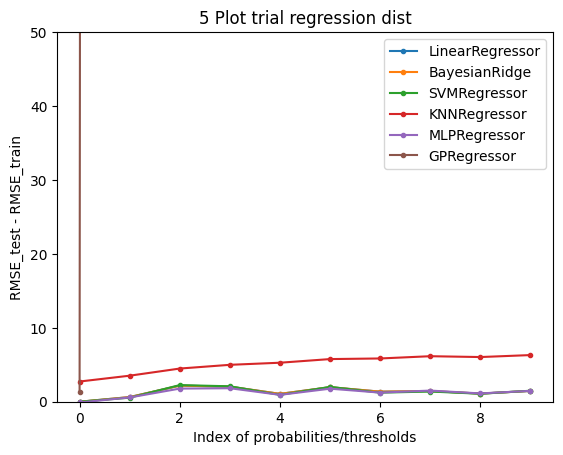 5 Plot trial regression dist
RMSE_test - RMSE_train
50
40
30
20
10
0
LinearRegressor
BayesianRidge
SVMRegressor
KNNRegressor
MLPRegressor
GPRegressor
0 2 4 6 8
Index of probabilities/thresholds